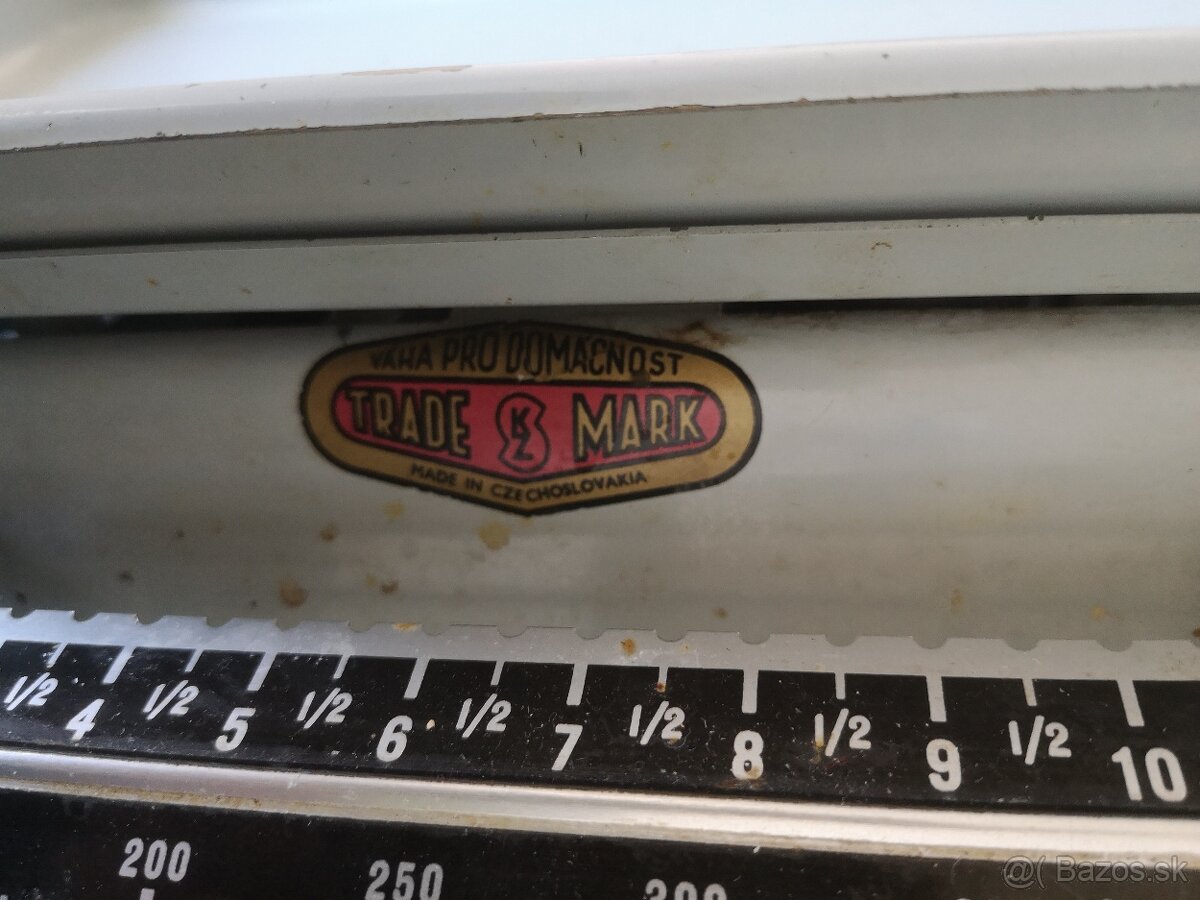 VÁHA PRO DOMÁCNOST
TRADE KZ MARK
MADE IN CZECHOSLOVAKIA
1/2 4 1/2 5 1/2 6 1/2 7 1/2 8 1/2 9 1/2 10
200 250 300
@( Bazos.sk